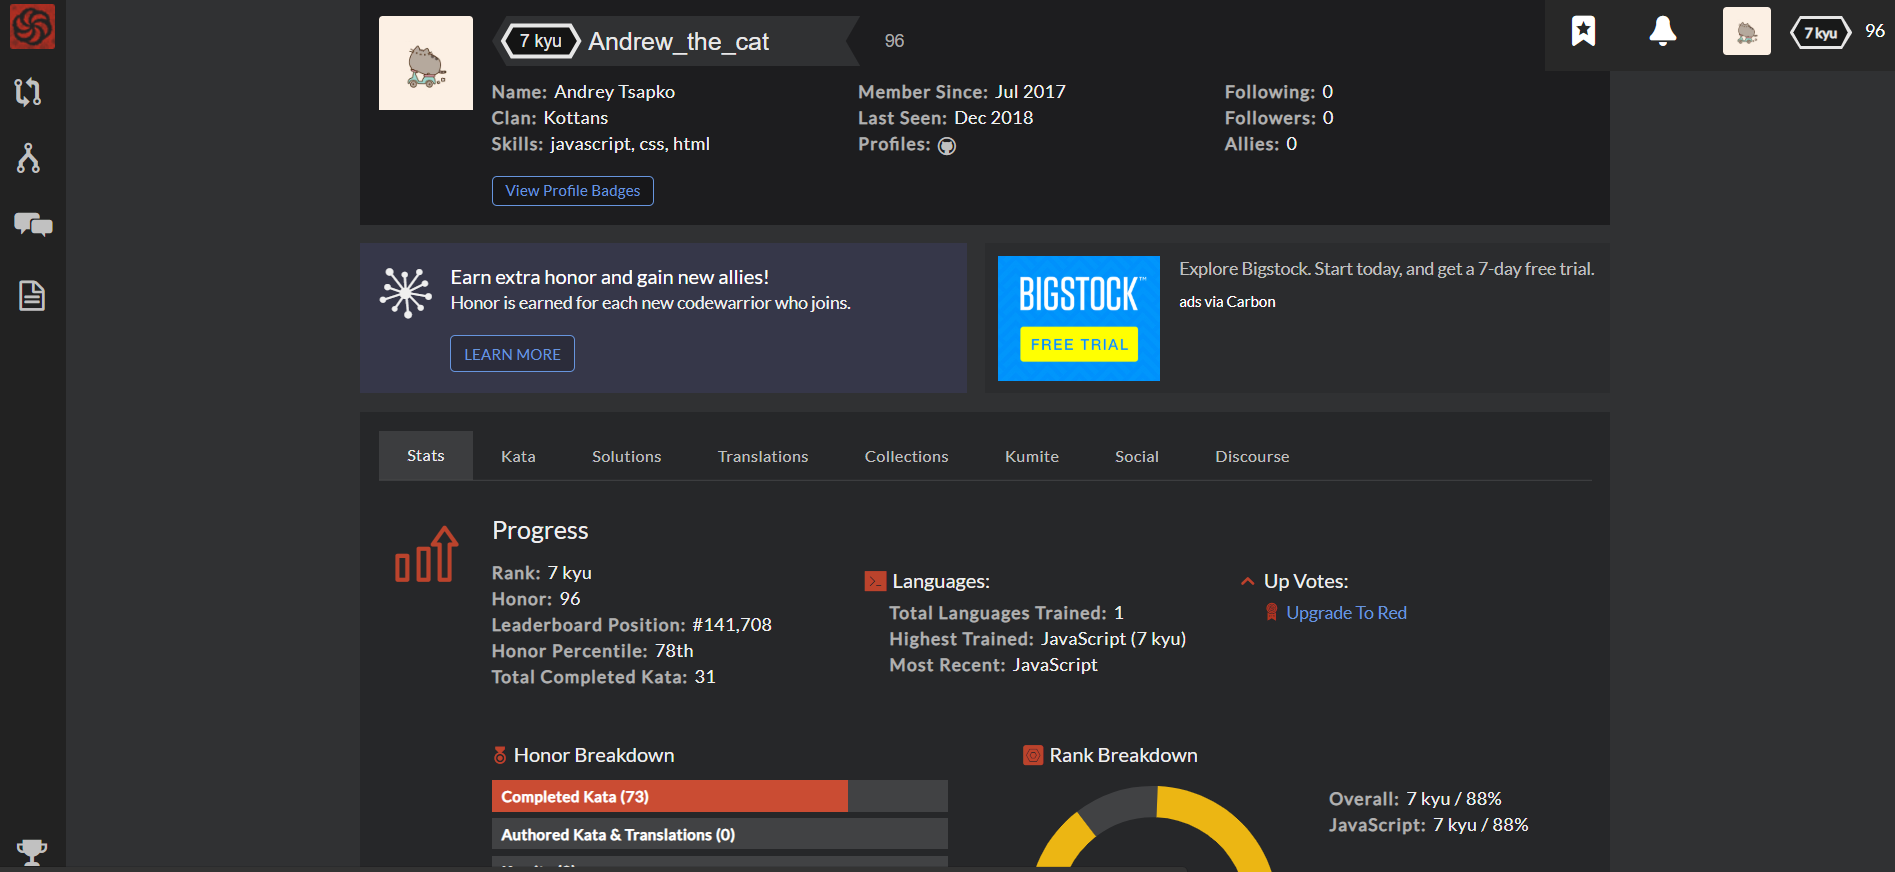 7 kyu Andrew_the_cat 96
7 kyu 96
Name: Andrey Tsapko
Clan: Kottans
Skills: javascript, css, html
Member Since: Jul 2017
Last Seen: Dec 2018
Profiles:
Following: 0
Followers: 0
Allies: 0
View Profile Badges
Earn extra honor and gain new allies!
Honor is earned for each new codewarrior who joins.
LEARN MORE
BIGSTOCK™
FREE TRIAL
Explore Bigstock. Start today, and get a 7-day free trial.
ads via Carbon
Stats Kata Solutions Translations Collections Kumite Social Discourse
Progress
Rank: 7 kyu
Honor: 96
Leaderboard Position: #141,708
Honor Percentile: 78th
Total Completed Kata: 31
Languages:
Total Languages Trained: 1
Highest Trained: JavaScript (7 kyu)
Most Recent: JavaScript
Up Votes:
Upgrade To Red
Honor Breakdown
Completed Kata (73)
Authored Kata & Translations (0)
Rank Breakdown
Overall: 7 kyu / 88%
JavaScript: 7 kyu / 88%